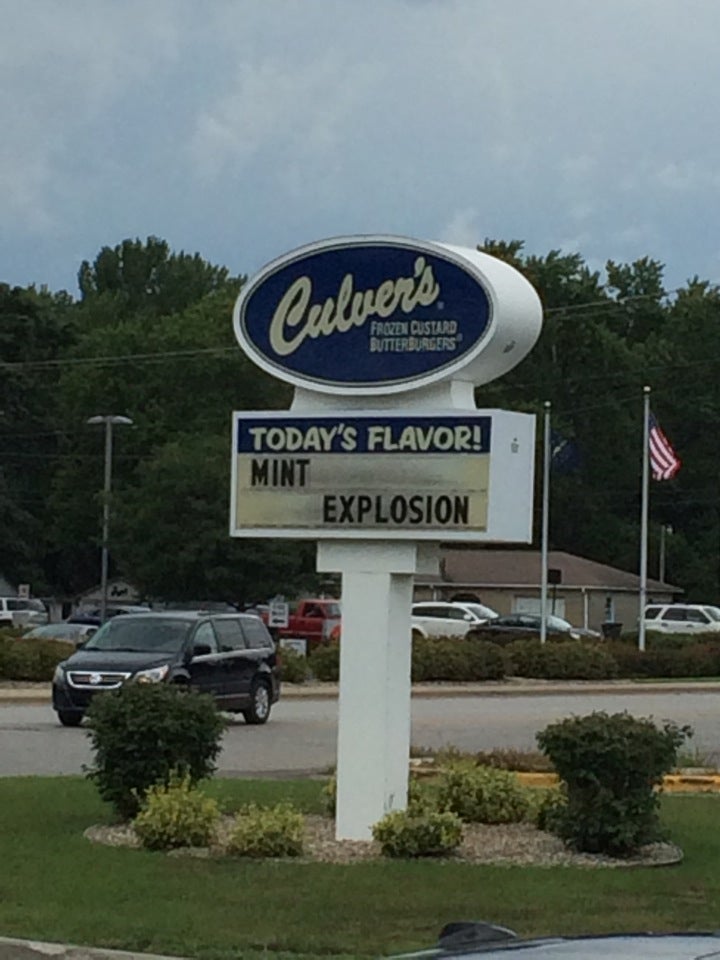 Culver's®
FROZEN CUSTARD
BUTTERBURGERS®
TODAY'S FLAVOR!
MINT
EXPLOSION